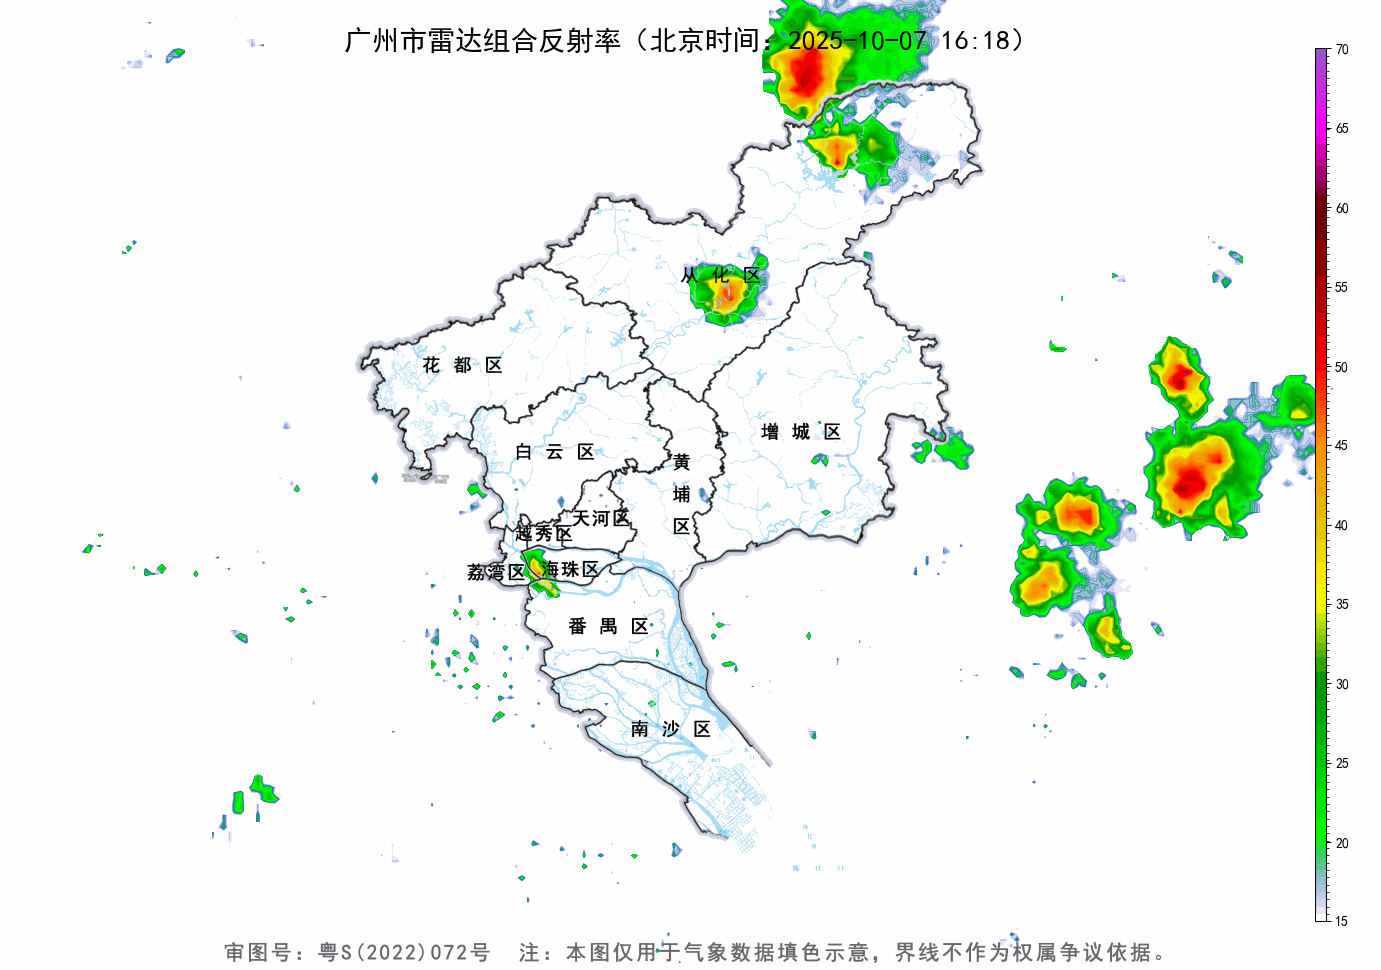 广州市雷达组合反射率（北京时间：2025-10-07 16:18）
70
65
60
55
50
45
40
35
30
25
20
15
从化区
花都区
增城区
白云区
黄埔区
天河区
越秀区
荔湾区
海珠区
番禺区
南沙区
审图号：粤S(2022)072号 注：本图仅用于气象数据填色示意，界线不作为权属争议依据。